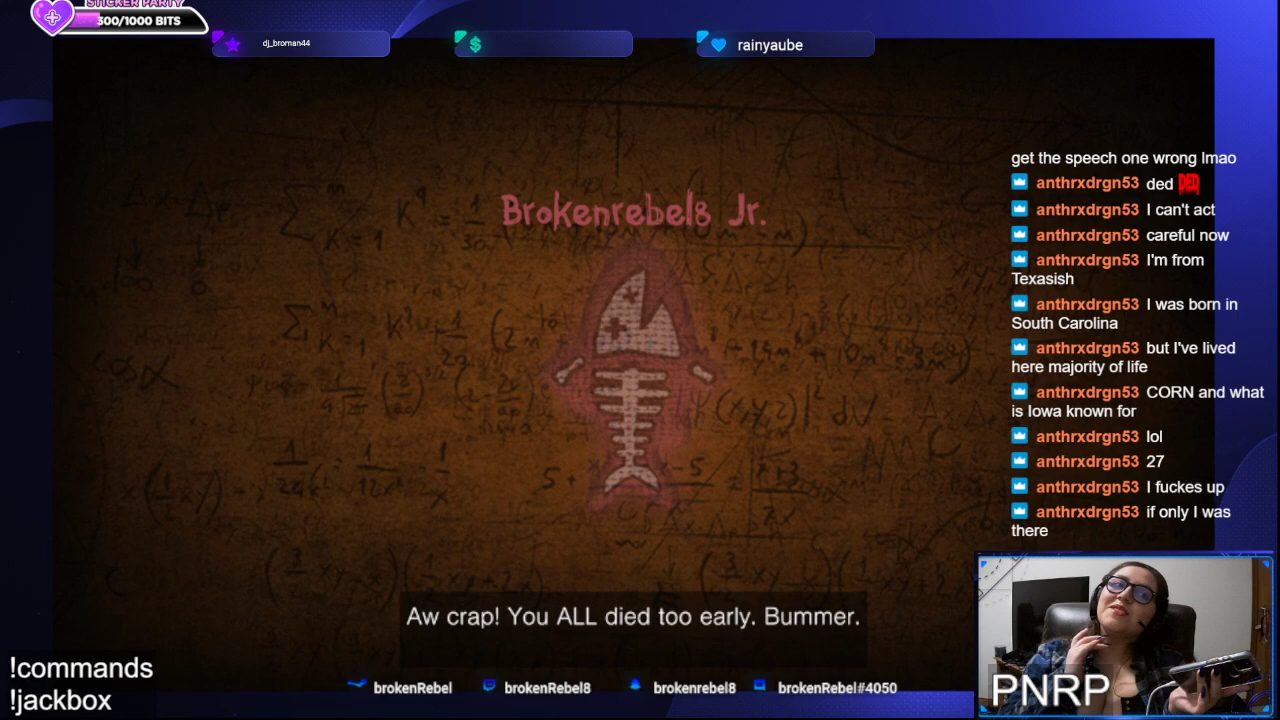 STICKER PARTY
300/1000 BITS
dj_broman44
$
rainyaube
get the speech one wrong lmao
anthrxdrgn53 ded DED
anthrxdrgn53 I can't act
anthrxdrgn53 careful now
anthrxdrgn53 I'm from
Texasish
anthrxdrgn53 I was born in
South Carolina
anthrxdrgn53 but I've lived
here majority of life
anthrxdrgn53 CORN and what
is Iowa known for
anthrxdrgn53 lol
anthrxdrgn53 27
anthrxdrgn53 I fuckes up
anthrxdrgn53 if only I was
there
Brokenrebel8 Jr.
Aw crap! You ALL died too early. Bummer.
!commands
!jackbox
brokenRebel brokenRebel8 brokenrebel8 brokenRebel#4050
PNRP